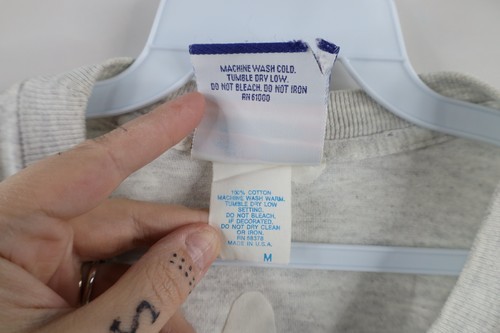 MACHINE WASH COLD.
TUMBLE DRY LOW.
DO NOT BLEACH. DO NOT IRON
RN 61000
100% COTTON
MACHINE WASH WARM.
TUMBLE DRY LOW
SETTING.
DO NOT BLEACH.
IF DECORATED,
DO NOT DRY CLEAN
OR IRON.
RN 58376
MADE IN U.S.A.
M
S